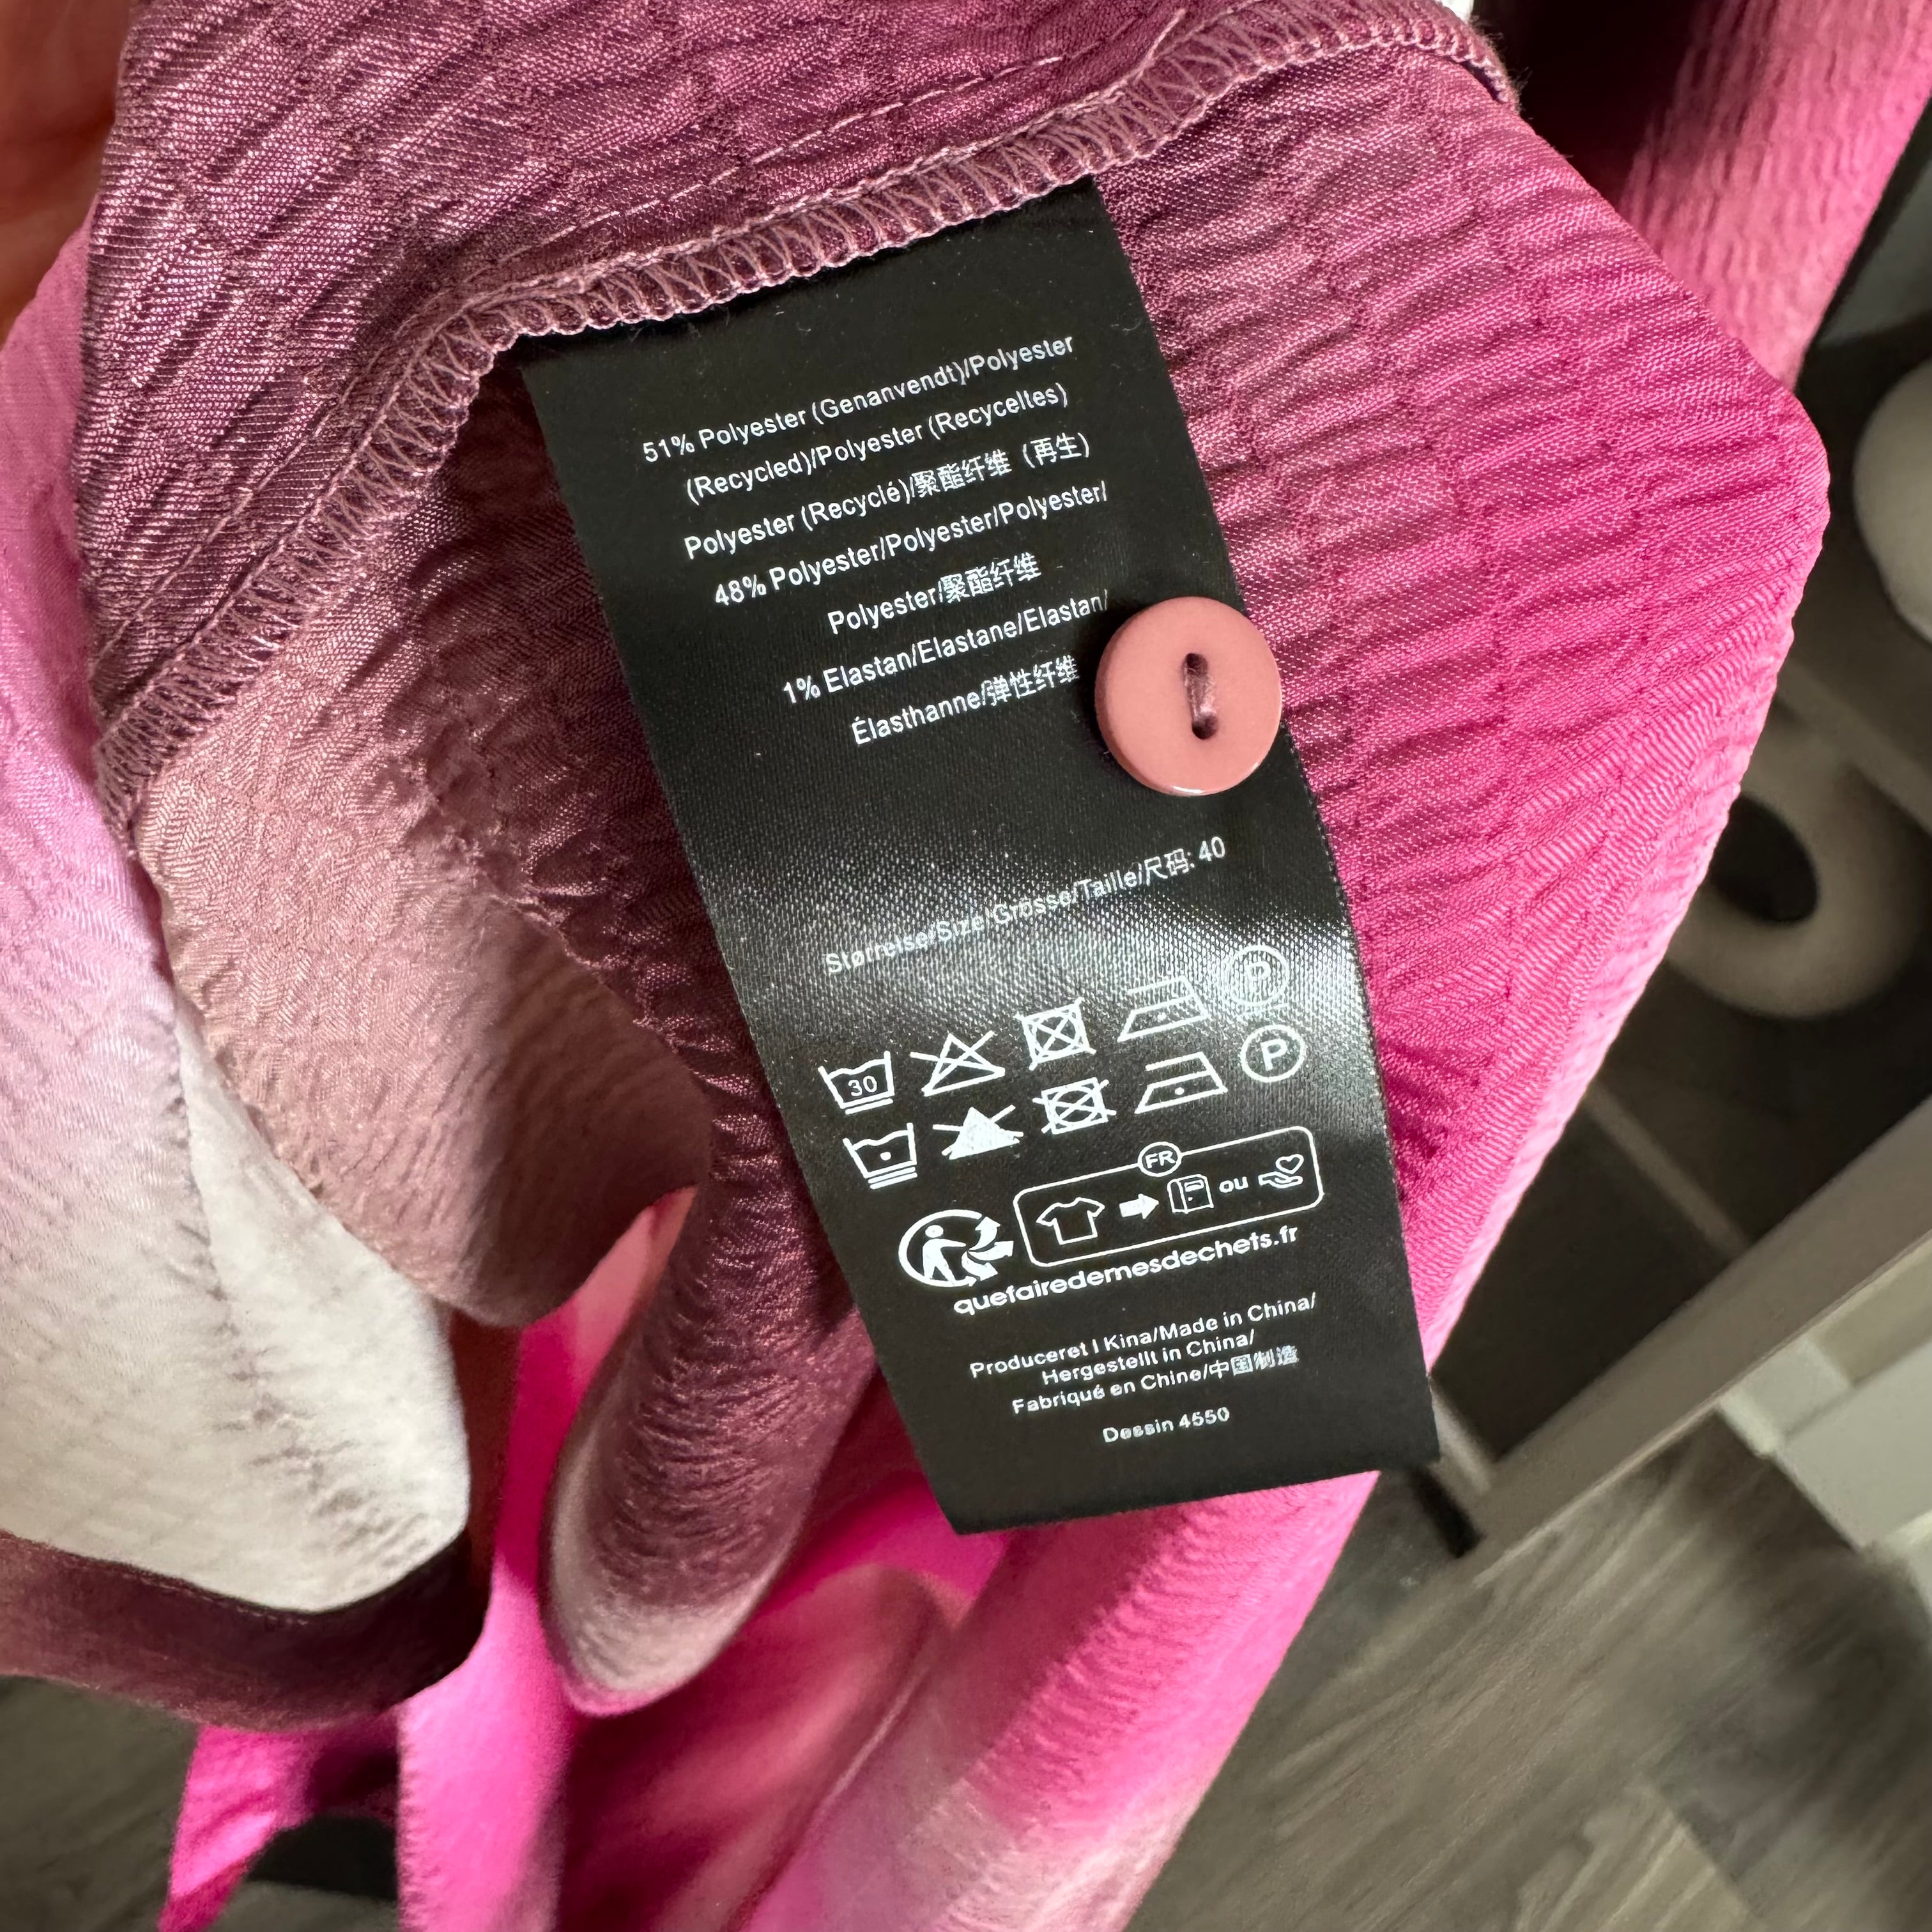 51% Polyester (Genanvendt)/Polyester
(Recycled)/Polyester (Recyceltes)
Polyester (Recyclé)/聚酯纤维（再生）
48% Polyester/Polyester/Polyester/
Polyester/聚酯纤维
1% Elastan/Elastane/Elastan/
Élasthanne/弹性纤维
Størrelse/Size/Grösse/Taille/尺码: 40
30
P
P
FR
ou
quefairedemesdechets.fr
Produceret I Kina/Made in China/
Hergestellt in China/
Fabriqué en Chine/中国制造
Dessin 4550